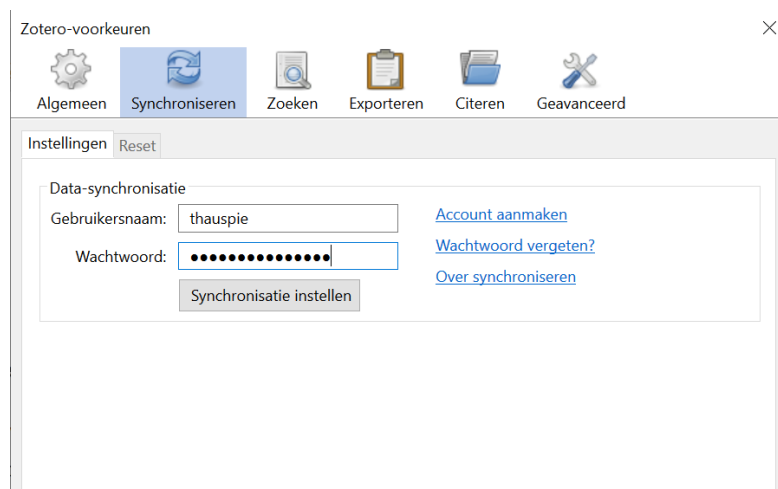 Zotero-voorkeuren
Algemeen Synchroniseren Zoeken Exporteren Citeren Geavanceerd
Instellingen Reset
Data-synchronisatie
Gebruikersnaam: thauspie Account aanmaken
Wachtwoord: ●●●●●●●●●●●●●●● Wachtwoord vergeten?
Over synchroniseren
Synchronisatie instellen